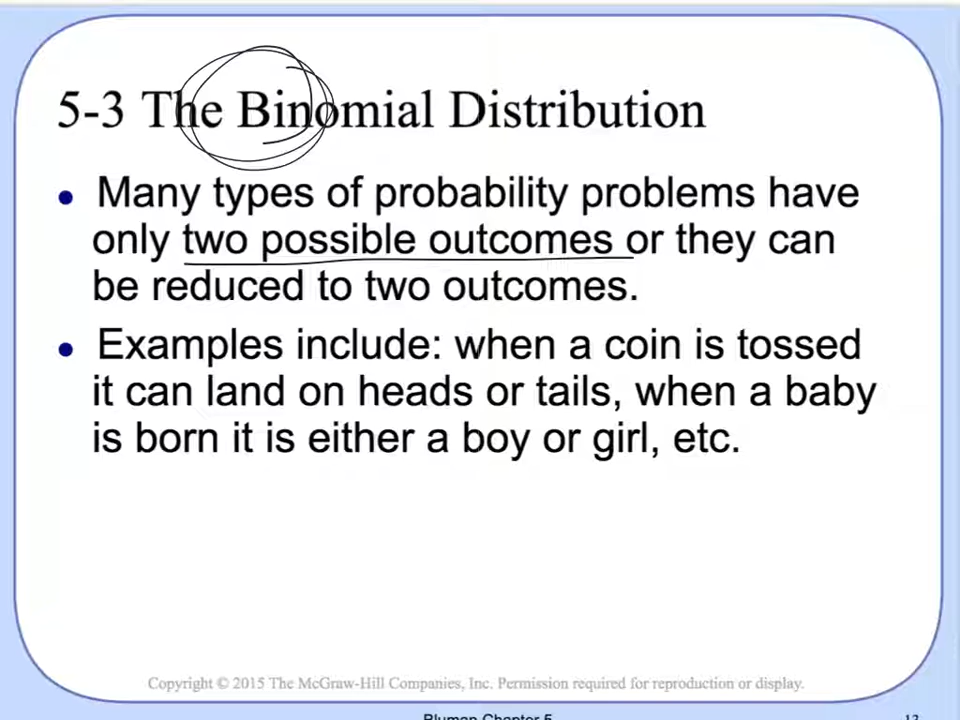 5-3 The Binomial Distribution
• Many types of probability problems have
only two possible outcomes or they can
be reduced to two outcomes.
• Examples include: when a coin is tossed
it can land on heads or tails, when a baby
is born it is either a boy or girl, etc.
Copyright © 2015 The McGraw-Hill Companies, Inc. Permission required for reproduction or display.
Bluman Chapter 5